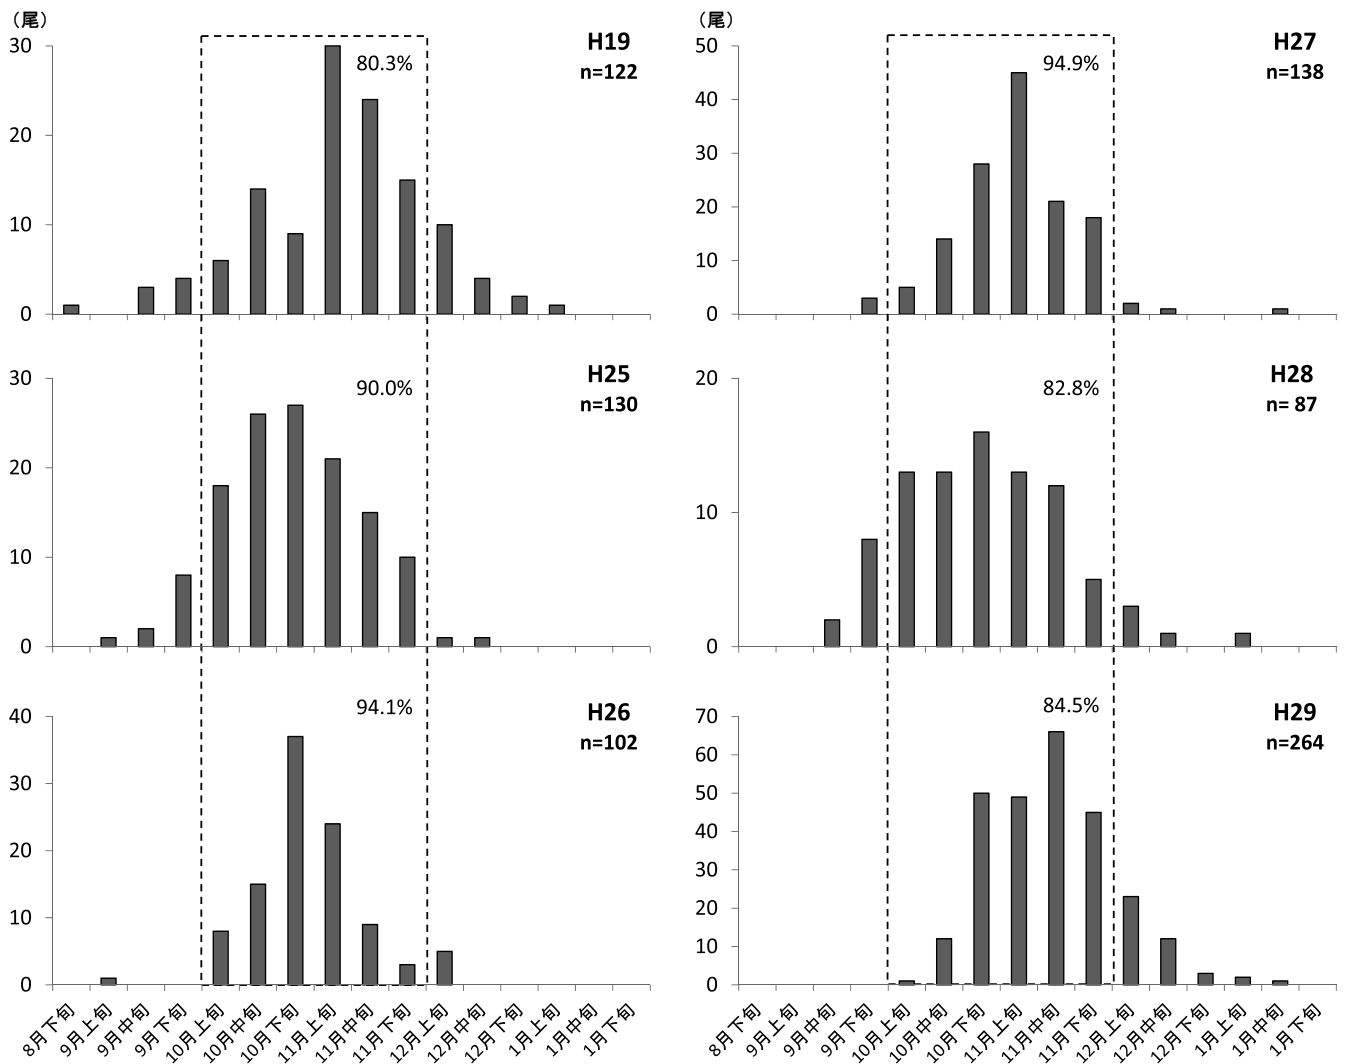 （尾）
30
20
10
0
80.3%
H19
n=122
30
20
10
0
90.0%
H25
n=130
40
30
20
10
0
94.1%
H26
n=102
8月下旬
9月上旬
9月中旬
9月下旬
10月上旬
10月中旬
10月下旬
11月上旬
11月中旬
11月下旬
12月上旬
12月中旬
12月下旬
1月上旬
1月中旬
1月下旬
（尾）
50
40
30
20
10
0
94.9%
H27
n=138
20
10
0
82.8%
H28
n= 87
70
60
50
40
30
20
10
0
84.5%
H29
n=264
8月下旬
9月上旬
9月中旬
9月下旬
10月上旬
10月中旬
10月下旬
11月上旬
11月中旬
11月下旬
12月上旬
12月中旬
12月下旬
1月上旬
1月中旬
1月下旬